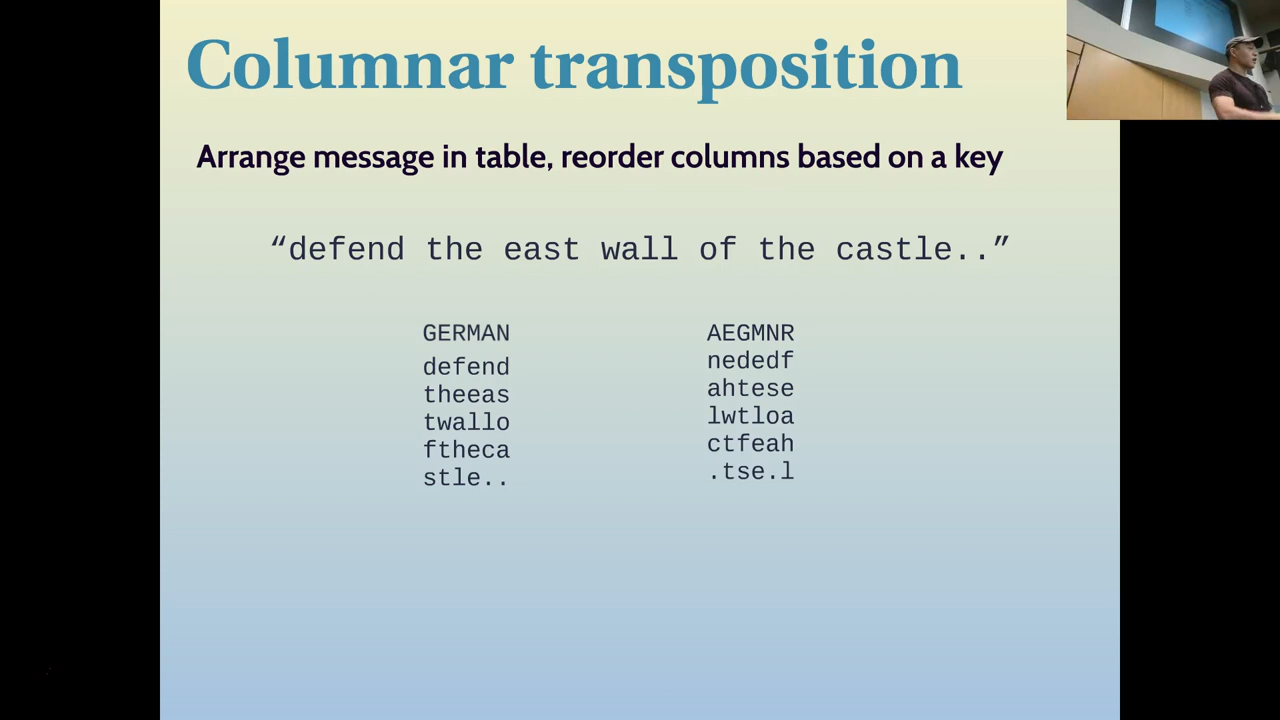 Columnar transposition
Arrange message in table, reorder columns based on a key
“defend the east wall of the castle..”
GERMAN
defend
theeas
twallo
ftheca
stle..
AEGMNR
nededf
ahtese
lwtloa
ctfeah
.tse.l